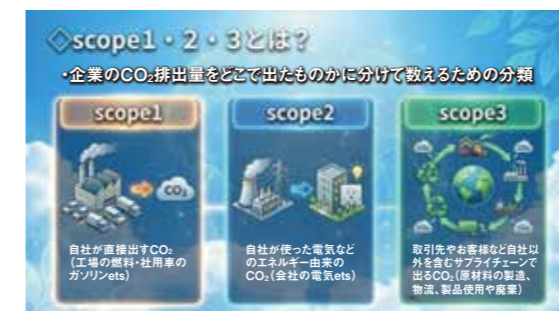 ◇scope1・2・3とは?
・企業のCO₂排出量をどこで出たものかに分けて数えるための分類
scope1
CO₂
自社が直接出すCO₂
(工場の燃料・社用車の
ガソリンets)
scope2
自社が使った電気など
のエネルギー由来の
CO₂(会社の電気ets)
scope3
取引先やお客様など自社以
外を含むサプライチェーンで
出るCO₂(原材料の製造、
物流、製品使用や廃棄)